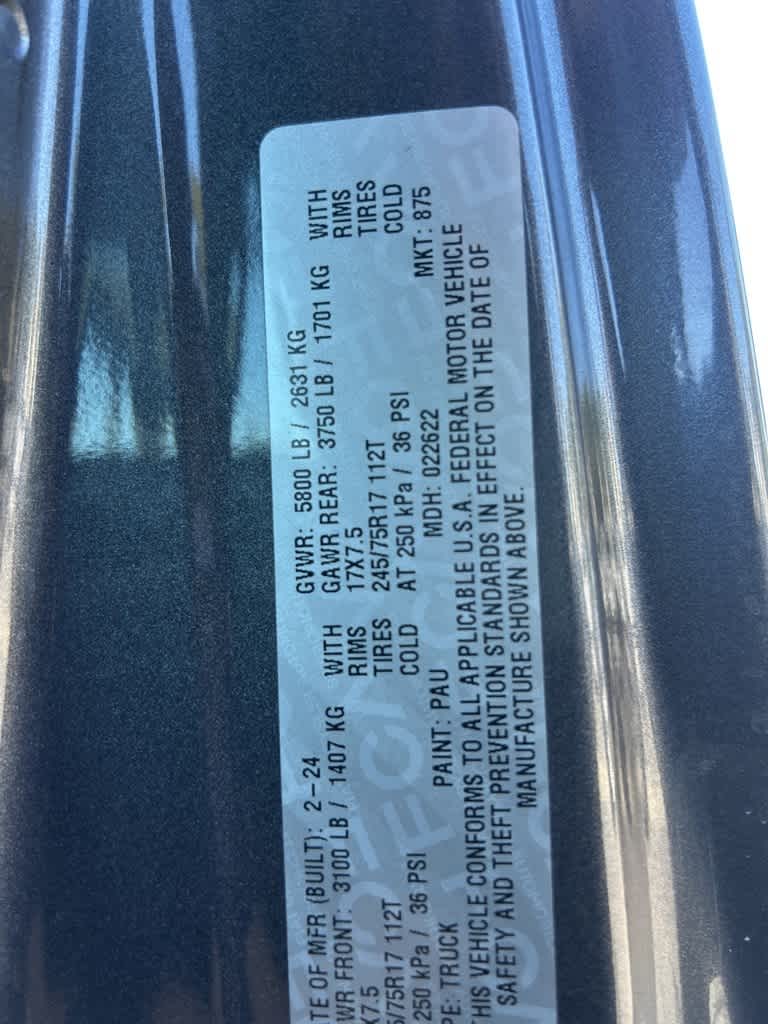 TE OF MFR (BUILT): 2-24 GVWR: 5800 LB / 2631 KG
WR FRONT: 3100 LB / 1407 KG WITH GAWR REAR: 3750 LB / 1701 KG WITH
X7.5 RIMS 17X7.5 RIMS
5/75R17 112T TIRES 245/75R17 112T TIRES
250 kPa / 36 PSI COLD AT 250 kPa / 36 PSI COLD
PE: TRUCK PAINT: PAU MDH: 022622 MKT: 875
THIS VEHICLE CONFORMS TO ALL APPLICABLE U.S.A. FEDERAL MOTOR VEHICLE
SAFETY AND THEFT PREVENTION STANDARDS IN EFFECT ON THE DATE OF
MANUFACTURE SHOWN ABOVE.